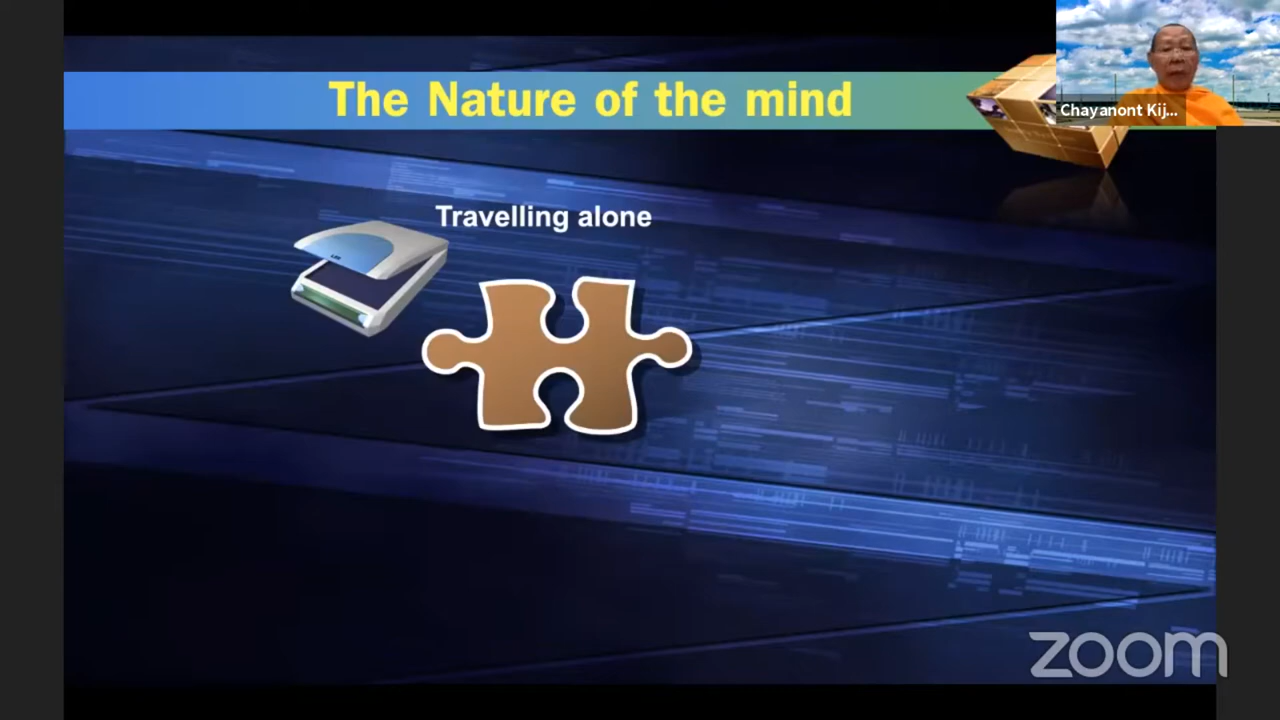 The Nature of the mind
Chayanont Kij...
Travelling alone
zoom